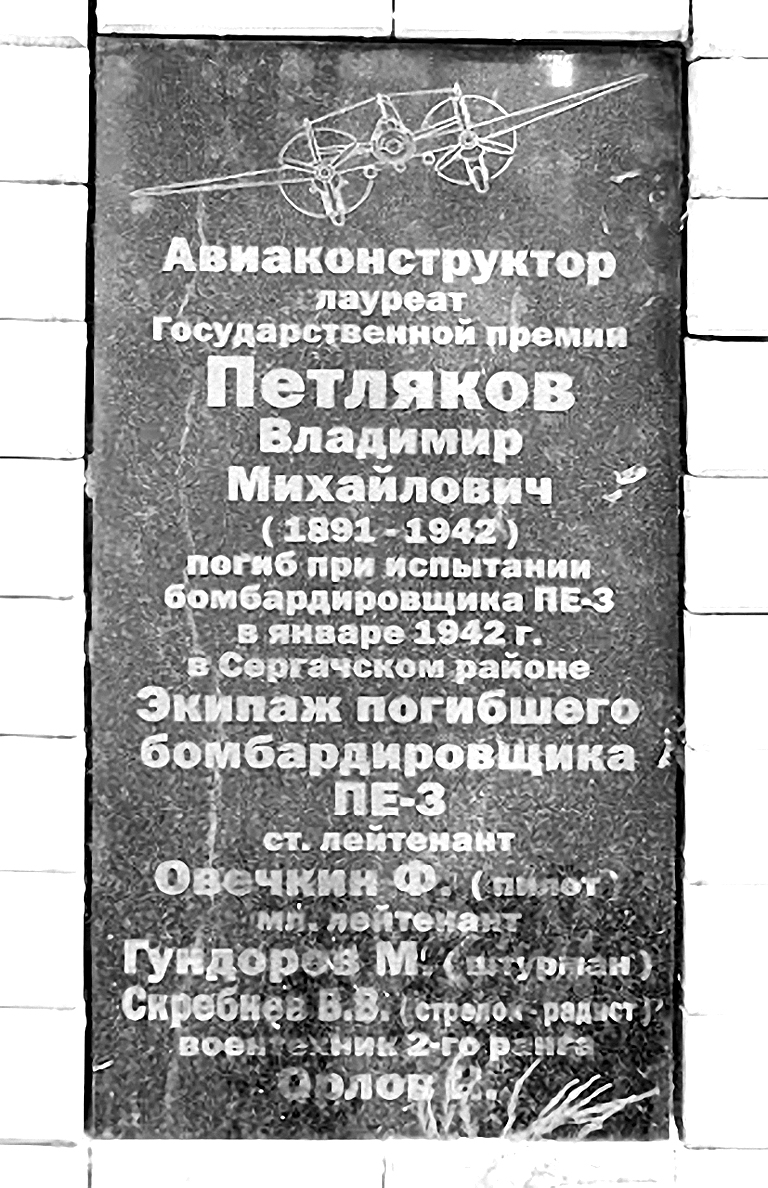 Авиаконструктор
лауреат
Государственной премии
Петляков
Владимир
Михайлович
(1891-1942)
погиб при испытании
бомбардировщика ПЕ-3
в январе 1942 г.
в Сергачском районе
Экипаж погибшего
бомбардировщика
ПЕ-3
ст. лейтенант
Овечкин Ф. (пилот)
мл. лейтенант
Гундоров М. (штурман)
Скребнев В.В. (стрелок-радист)
воентехник 2-го ранга
Орлов